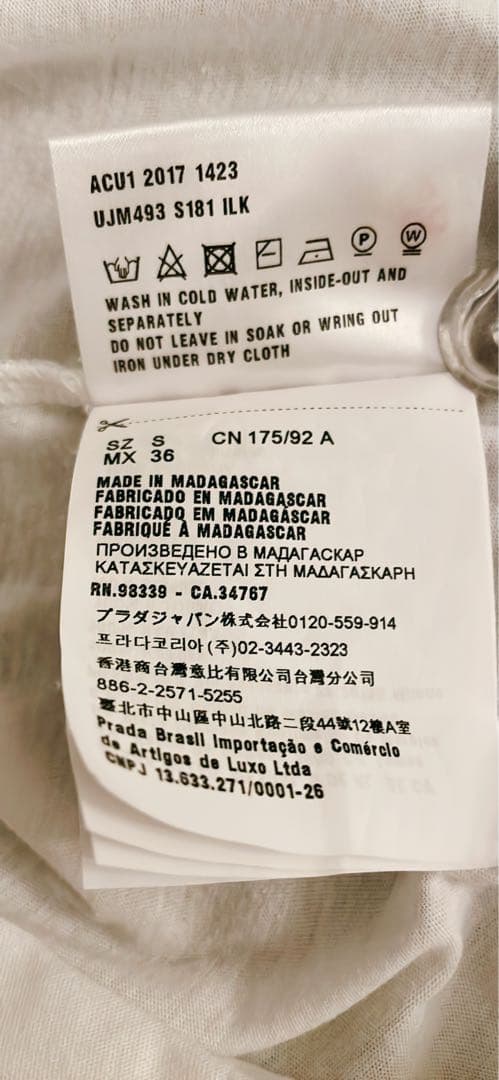 ACU1 2017 1423
UJM493 S181 ILK
P W
WASH IN COLD WATER, INSIDE-OUT AND
SEPARATELY
DO NOT LEAVE IN SOAK OR WRING OUT
IRON UNDER DRY CLOTH
SZ S CN 175/92 A
MX 36
MADE IN MADAGASCAR
FABRICADO EN MADAGASCAR
FABRICADO EM MADAGÁSCAR
FABRIQUÉ À MADAGASCAR
ПРОИЗВЕДЕНО В МАДАГАСКАР
ΚΑΤΑΣΚΕΥΑΖΕΤΑΙ ΣΤΗ ΜΑΔΑΓΑΣΚΑΡΗ
RN.98339 - CA.34767
プラダジャパン株式会社0120-559-914
프라다코리아(주)02-3443-2323
香港商台灣意比有限公司台灣分公司
886-2-2571-5255
臺北市中山區中山北路二段44號12樓A室
Prada Brasil Importação e Comércio
de Artigos de Luxo Ltda
CNPJ 13.633.271/0001-26